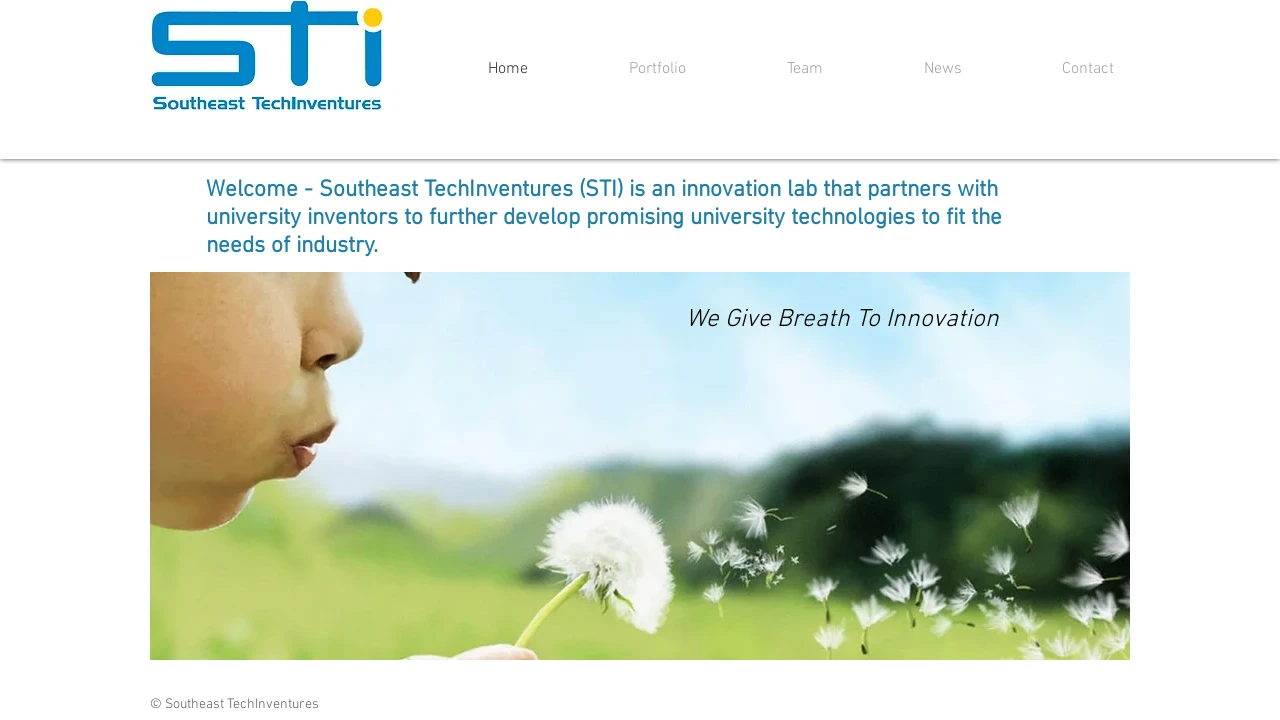 STi
Southeast TechInventures
Home
Portfolio
Team
News
Contact
Welcome - Southeast TechInventures (STI) is an innovation lab that partners with
university inventors to further develop promising university technologies to fit the
needs of industry.
We Give Breath To Innovation
© Southeast TechInventures